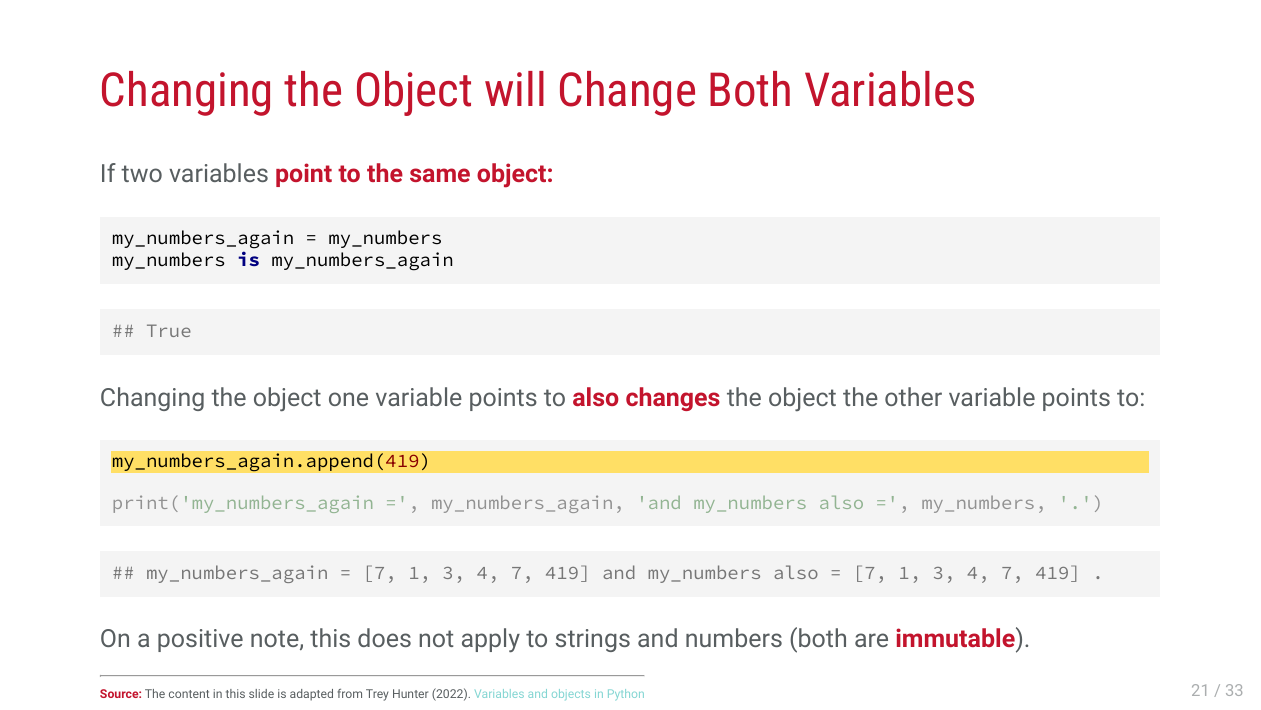 Changing the Object will Change Both Variables
If two variables point to the same object:
my_numbers_again = my_numbers
my_numbers is my_numbers_again
## True
Changing the object one variable points to also changes the object the other variable points to:
my_numbers_again.append(419)
print('my_numbers_again =', my_numbers_again, 'and my_numbers also =', my_numbers, '.')
## my_numbers_again = [7, 1, 3, 4, 7, 419] and my_numbers also = [7, 1, 3, 4, 7, 419] .
On a positive note, this does not apply to strings and numbers (both are immutable).
Source: The content in this slide is adapted from Trey Hunter (2022). Variables and objects in Python
21 / 33